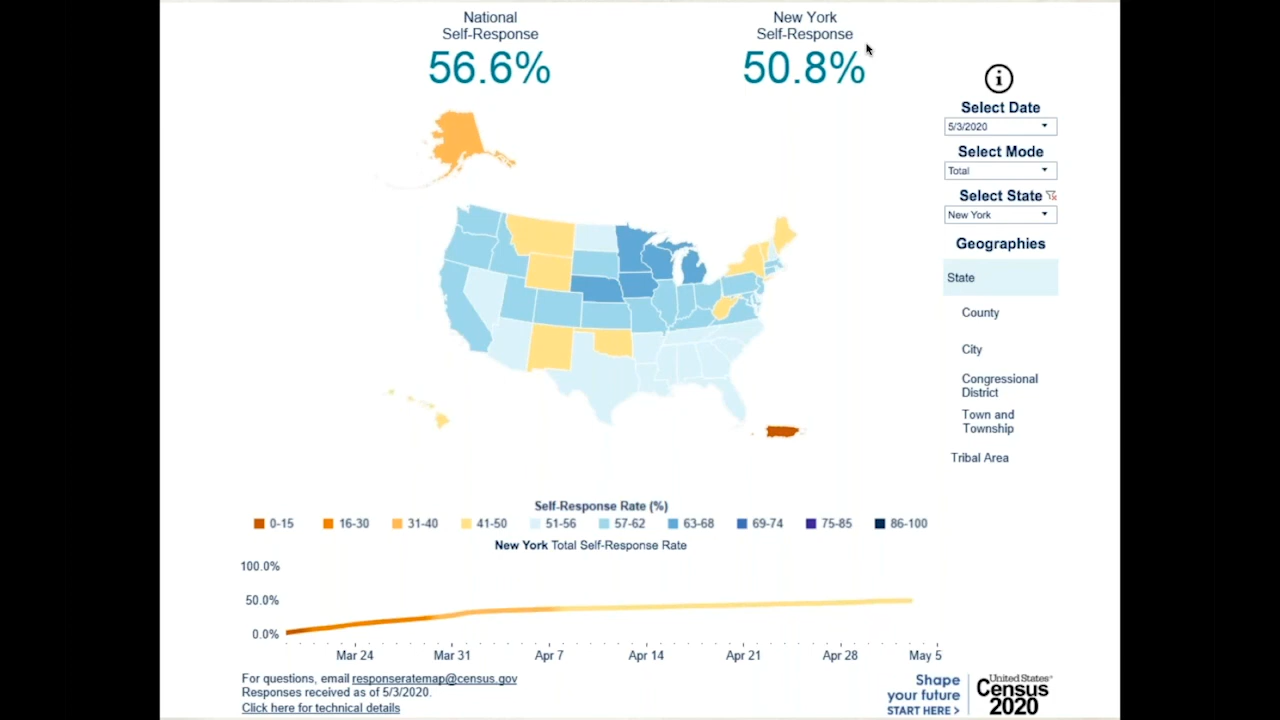 National
Self-Response
56.6%
New York
Self-Response
50.8%
i
Select Date
5/3/2020
Select Mode
Total
Select State
New York
Geographies
State
County
City
Congressional
District
Town and
Township
Tribal Area
Self-Response Rate (%)
0-15 16-30 31-40 41-50 51-56 57-62 63-68 69-74 75-85 86-100
New York Total Self-Response Rate
100.0%
50.0%
0.0%
Mar 24 Mar 31 Apr 7 Apr 14 Apr 21 Apr 28 May 5
For questions, email responseratemap@census.gov
Responses received as of 5/3/2020.
Click here for technical details
Shape
your future
START HERE >
United States®
Census
2020